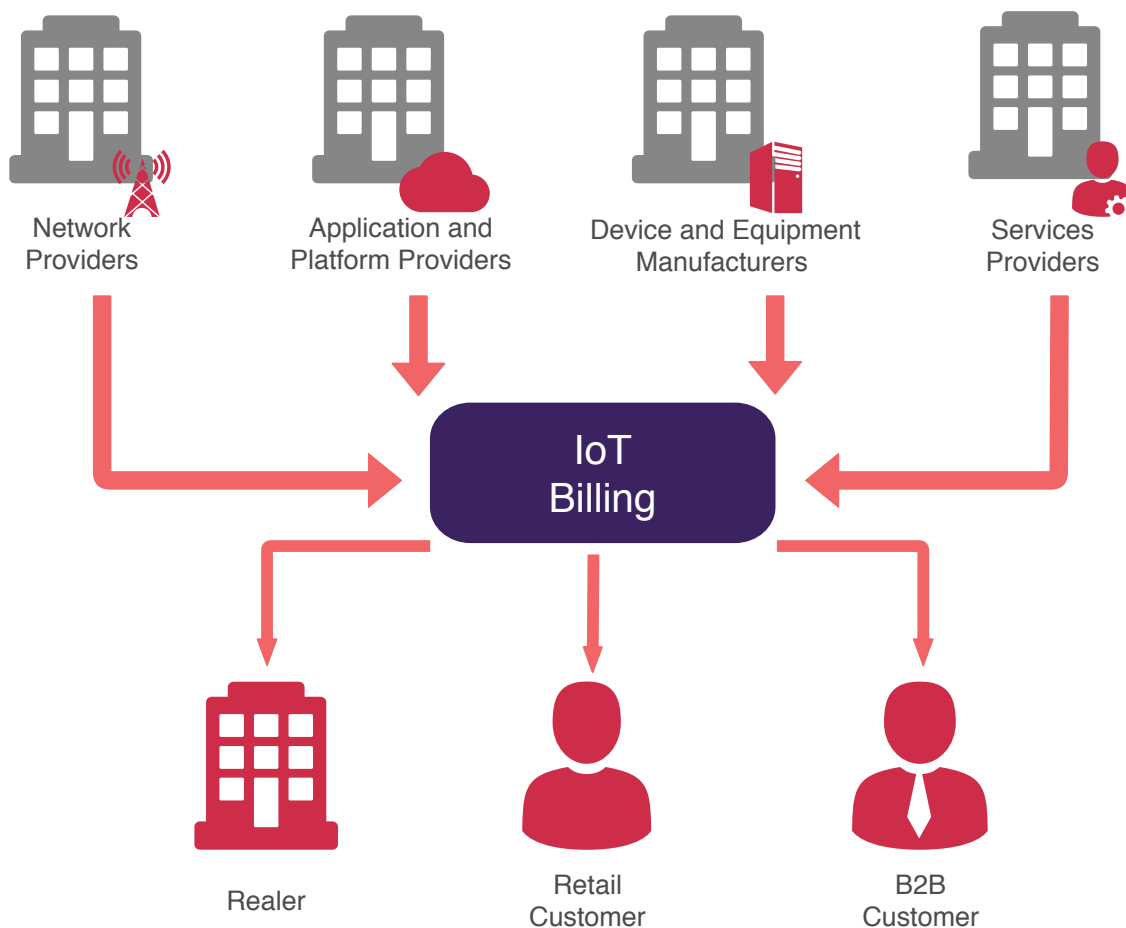 Network
Providers
Application and
Platform Providers
Device and Equipment
Manufacturers
Services
Providers
IoT
Billing
Realer
Retail
Customer
B2B
Customer